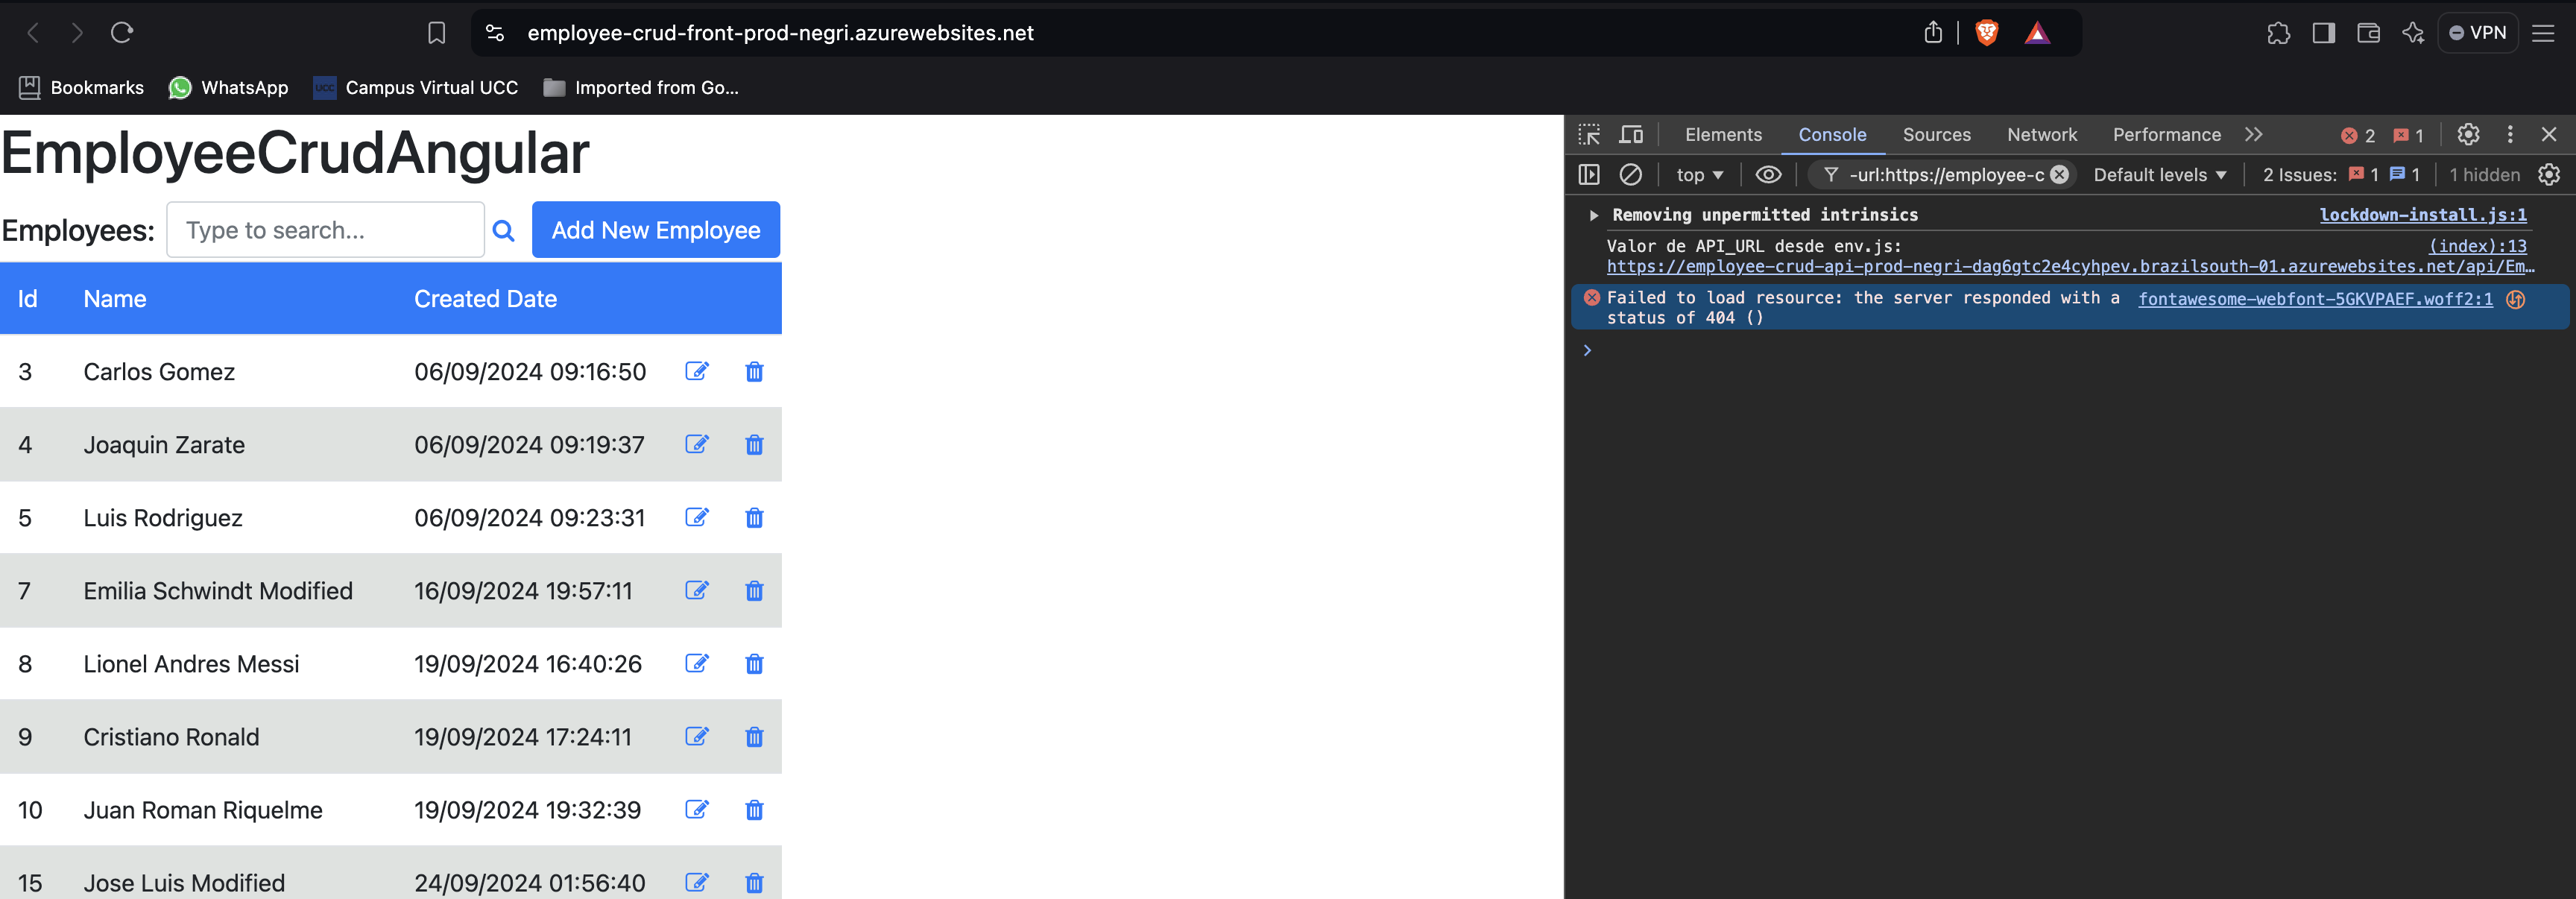 employee-crud-front-prod-negri.azurewebsites.net
VPN
Bookmarks WhatsApp UCC Campus Virtual UCC Imported from Go...
EmployeeCrudAngular
Employees: Type to search... Add New Employee
Id Name Created Date
3 Carlos Gomez 06/09/2024 09:16:50
4 Joaquin Zarate 06/09/2024 09:19:37
5 Luis Rodriguez 06/09/2024 09:23:31
7 Emilia Schwindt Modified 16/09/2024 19:57:11
8 Lionel Andres Messi 19/09/2024 16:40:26
9 Cristiano Ronald 19/09/2024 17:24:11
10 Juan Roman Riquelme 19/09/2024 19:32:39
15 Jose Luis Modified 24/09/2024 01:56:40
Elements Console Sources Network Performance 2 1
top -url:https://employee-c Default levels 2 Issues: 1 1 1 hidden
Removing unpermitted intrinsics lockdown-install.js:1
Valor de API_URL desde env.js: (index):13
https://employee-crud-api-prod-negri-dag6gtc2e4cyhpev.brazilsouth-01.azurewebsites.net/api/Em…
Failed to load resource: the server responded with a fontawesome-webfont-5GKVPAEF.woff2:1
status of 404 ()